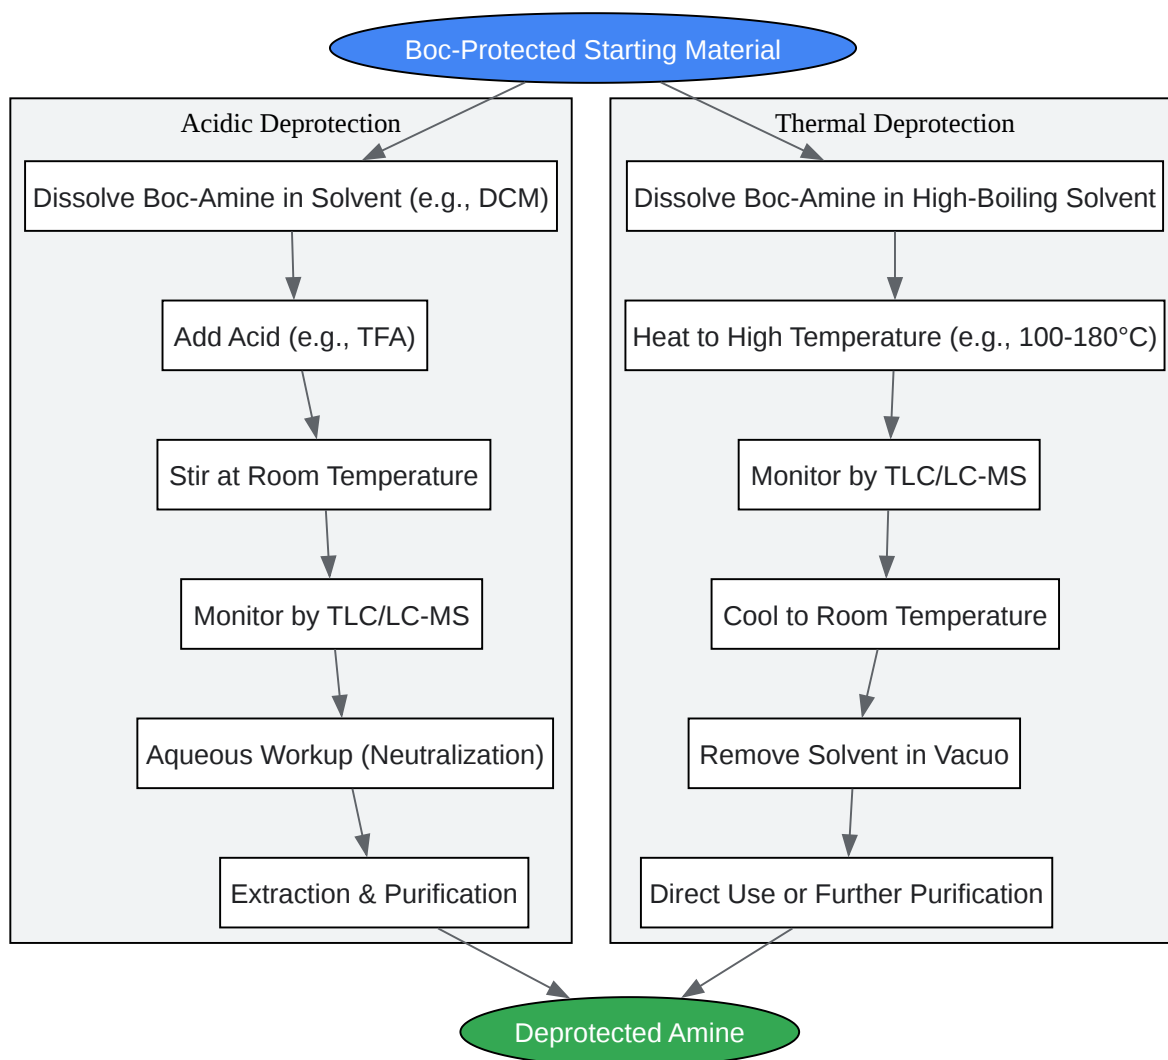 Boc-Protected Starting Material
Acidic Deprotection
Dissolve Boc-Amine in Solvent (e.g., DCM)
Add Acid (e.g., TFA)
Stir at Room Temperature
Monitor by TLC/LC-MS
Aqueous Workup (Neutralization)
Extraction & Purification
Thermal Deprotection
Dissolve Boc-Amine in High-Boiling Solvent
Heat to High Temperature (e.g., 100-180°C)
Monitor by TLC/LC-MS
Cool to Room Temperature
Remove Solvent in Vacuo
Direct Use or Further Purification
Deprotected Amine